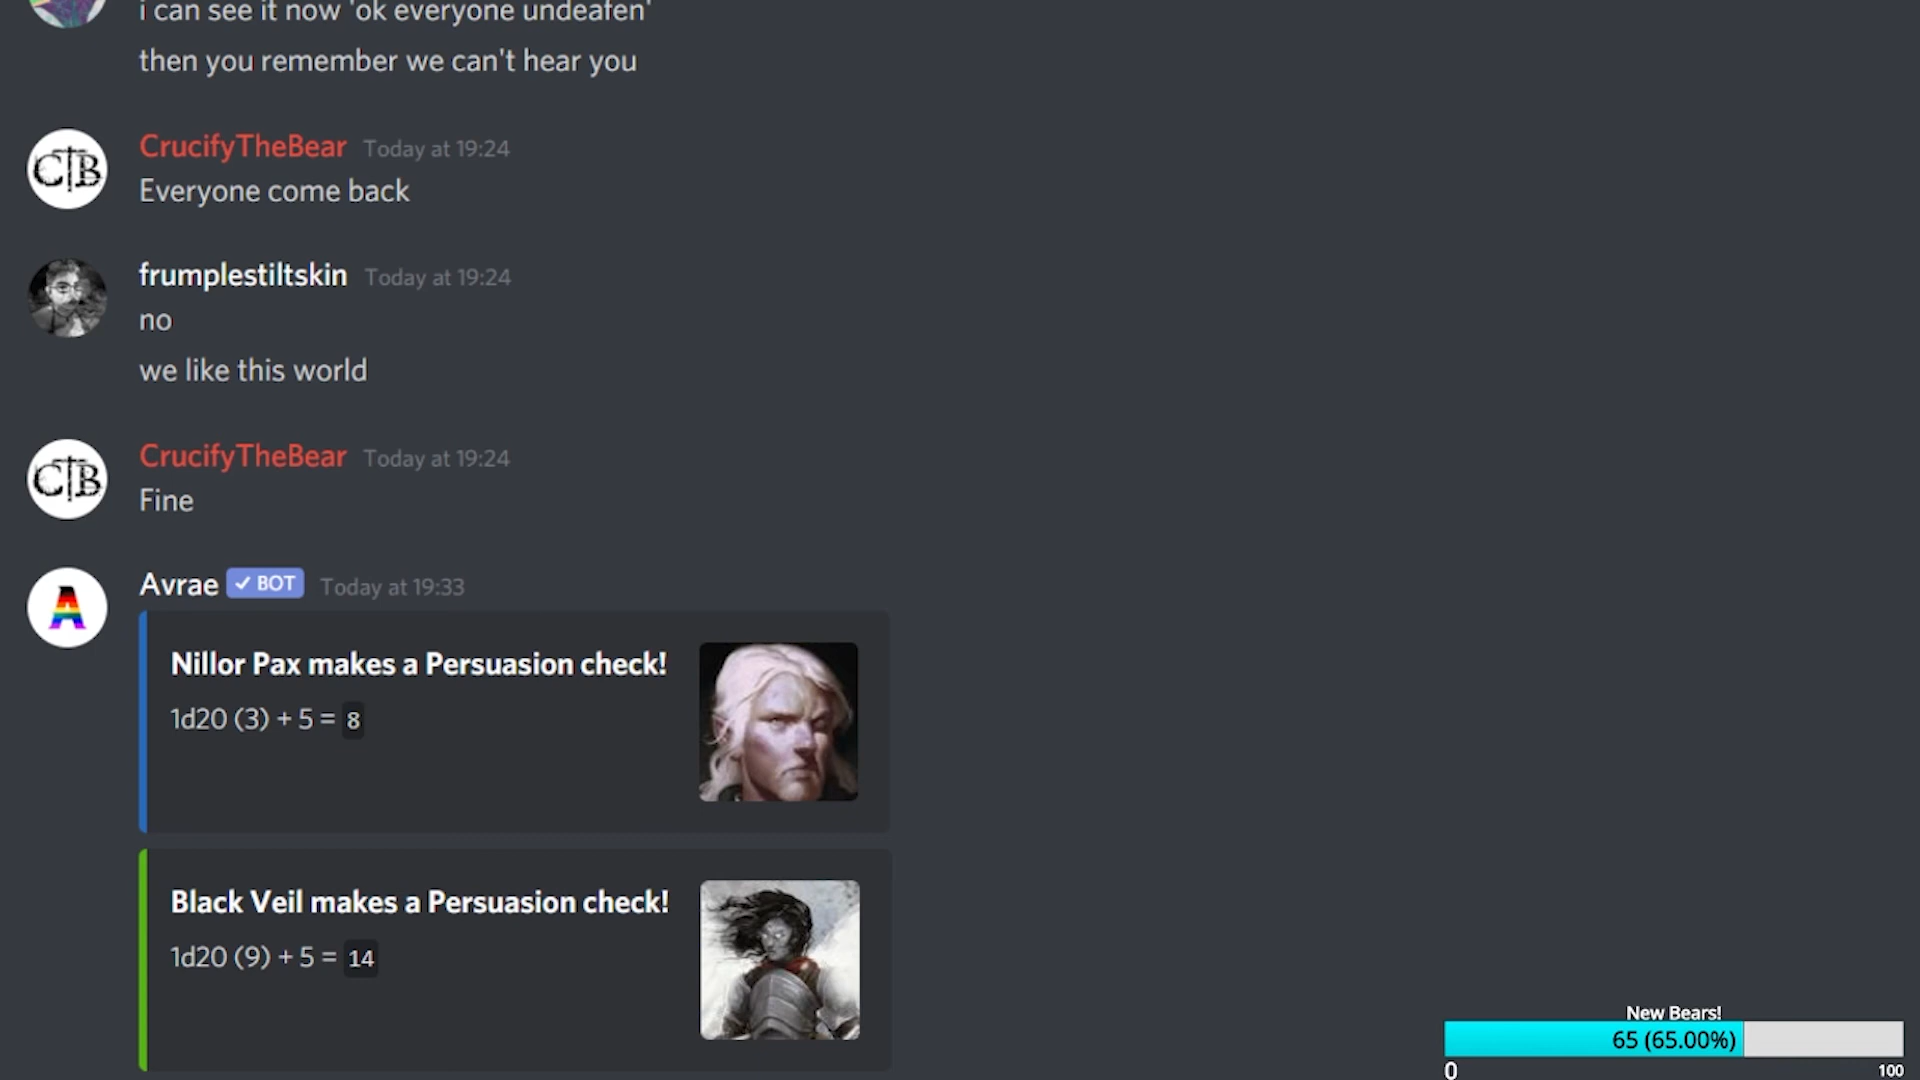 i can see it now 'ok everyone undeafen'
then you remember we can't hear you
CTB
CrucifyTheBear Today at 19:24
Everyone come back
frumplestiltskin Today at 19:24
no
we like this world
CTB
CrucifyTheBear Today at 19:24
Fine
A
Avrae ✓ BOT Today at 19:33
Nillor Pax makes a Persuasion check!
1d20 (3) + 5 = 8
Black Veil makes a Persuasion check!
1d20 (9) + 5 = 14
New Bears!
65 (65.00%)
0 100